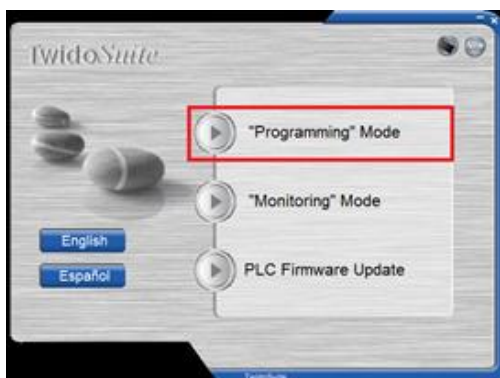 TwidoSuite
"Programming" Mode
"Monitoring" Mode
English
Español
PLC Firmware Update